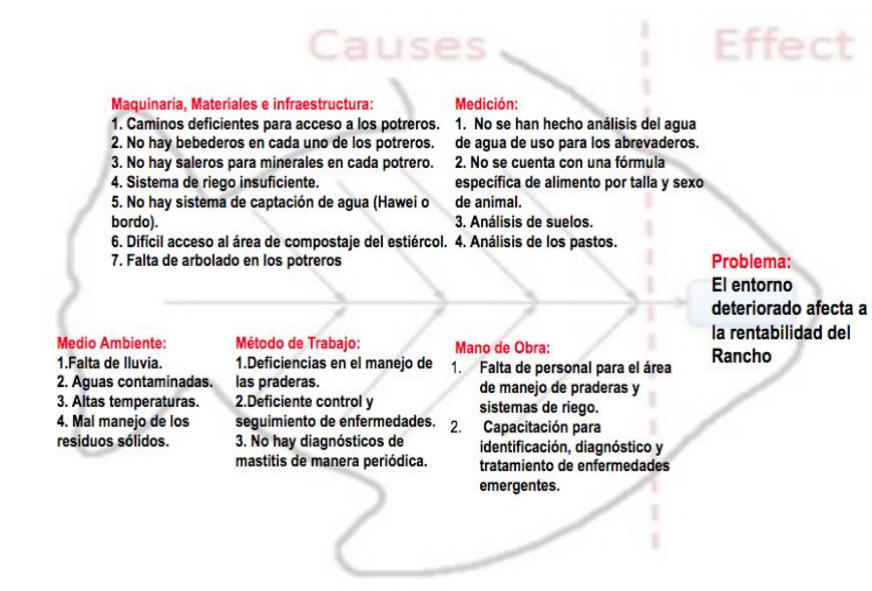 Causes
Effect
Maquinaria, Materiales e infraestructura:
1. Caminos deficientes para acceso a los potreros.
2. No hay bebederos en cada uno de los potreros.
3. No hay saleros para minerales en cada potrero.
4. Sistema de riego insuficiente.
5. No hay sistema de captación de agua (Hawei o
bordo).
6. Difícil acceso al área de compostaje del estiércol.
7. Falta de arbolado en los potreros
Medición:
1. No se han hecho análisis del agua
de agua de uso para los abrevaderos.
2. No se cuenta con una fórmula
específica de alimento por talla y sexo
de animal.
3. Análisis de suelos.
4. Análisis de los pastos.
Problema:
El entorno
deteriorado afecta a
la rentabilidad del
Rancho
Medio Ambiente:
1.Falta de lluvia.
2. Aguas contaminadas.
3. Altas temperaturas.
4. Mal manejo de los
residuos sólidos.
Método de Trabajo:
1.Deficiencias en el manejo de
las praderas.
2.Deficiente control y
seguimiento de enfermedades.
3. No hay diagnósticos de
mastitis de manera periódica.
Mano de Obra:
1. Falta de personal para el área
de manejo de praderas y
sistemas de riego.
2. Capacitación para
identificación, diagnóstico y
tratamiento de enfermedades
emergentes.